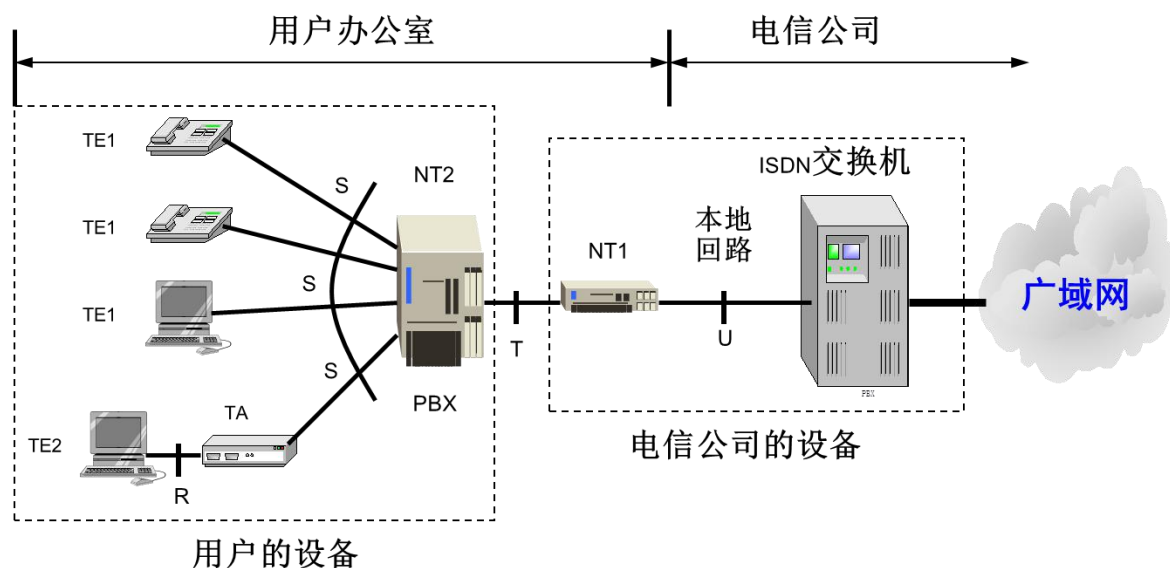 用户办公室
电信公司
TE1
S
NT2
ISDN交换机
TE1
S
NT1
本地
回路
TE1
S
T
U
广域网
PBX
PBX
TE2
TA
R
电信公司的设备
用户的设备